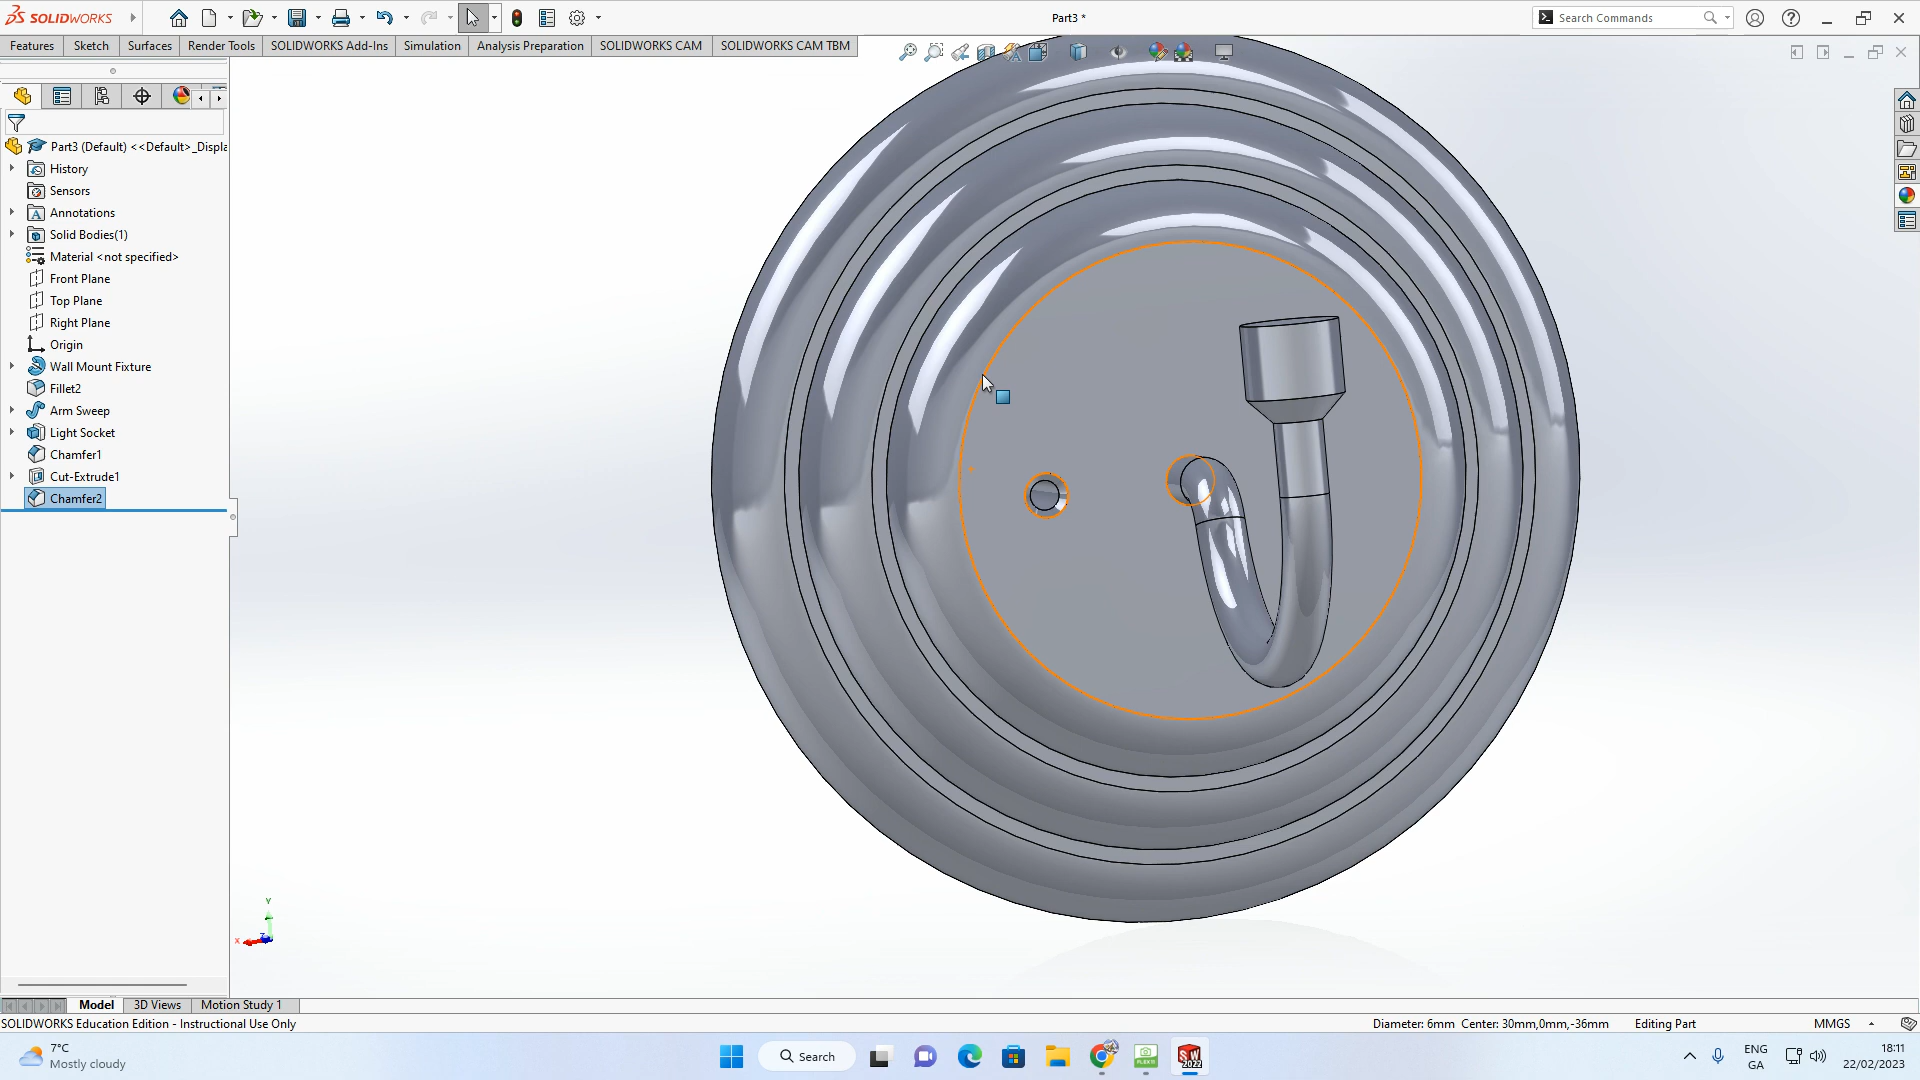 SOLIDWORKS
Part3 *
Search Commands
Features
Sketch
Surfaces
Render Tools
SOLIDWORKS Add-Ins
Simulation
Analysis Preparation
SOLIDWORKS CAM
SOLIDWORKS CAM TBM
Part3 (Default) <<Default>_Displa
History
Sensors
Annotations
Solid Bodies(1)
Material <not specified>
Front Plane
Top Plane
Right Plane
Origin
Wall Mount Fixture
Fillet2
Arm Sweep
Light Socket
Chamfer1
Cut-Extrude1
Chamfer2
Y
X
Z
Model
3D Views
Motion Study 1
SOLIDWORKS Education Edition - Instructional Use Only
Diameter: 6mm Center: 30mm,0mm,-36mm
Editing Part
MMGS
7°C
Mostly cloudy
Search
SW
2022
ENG
GA
18:11
22/02/2023